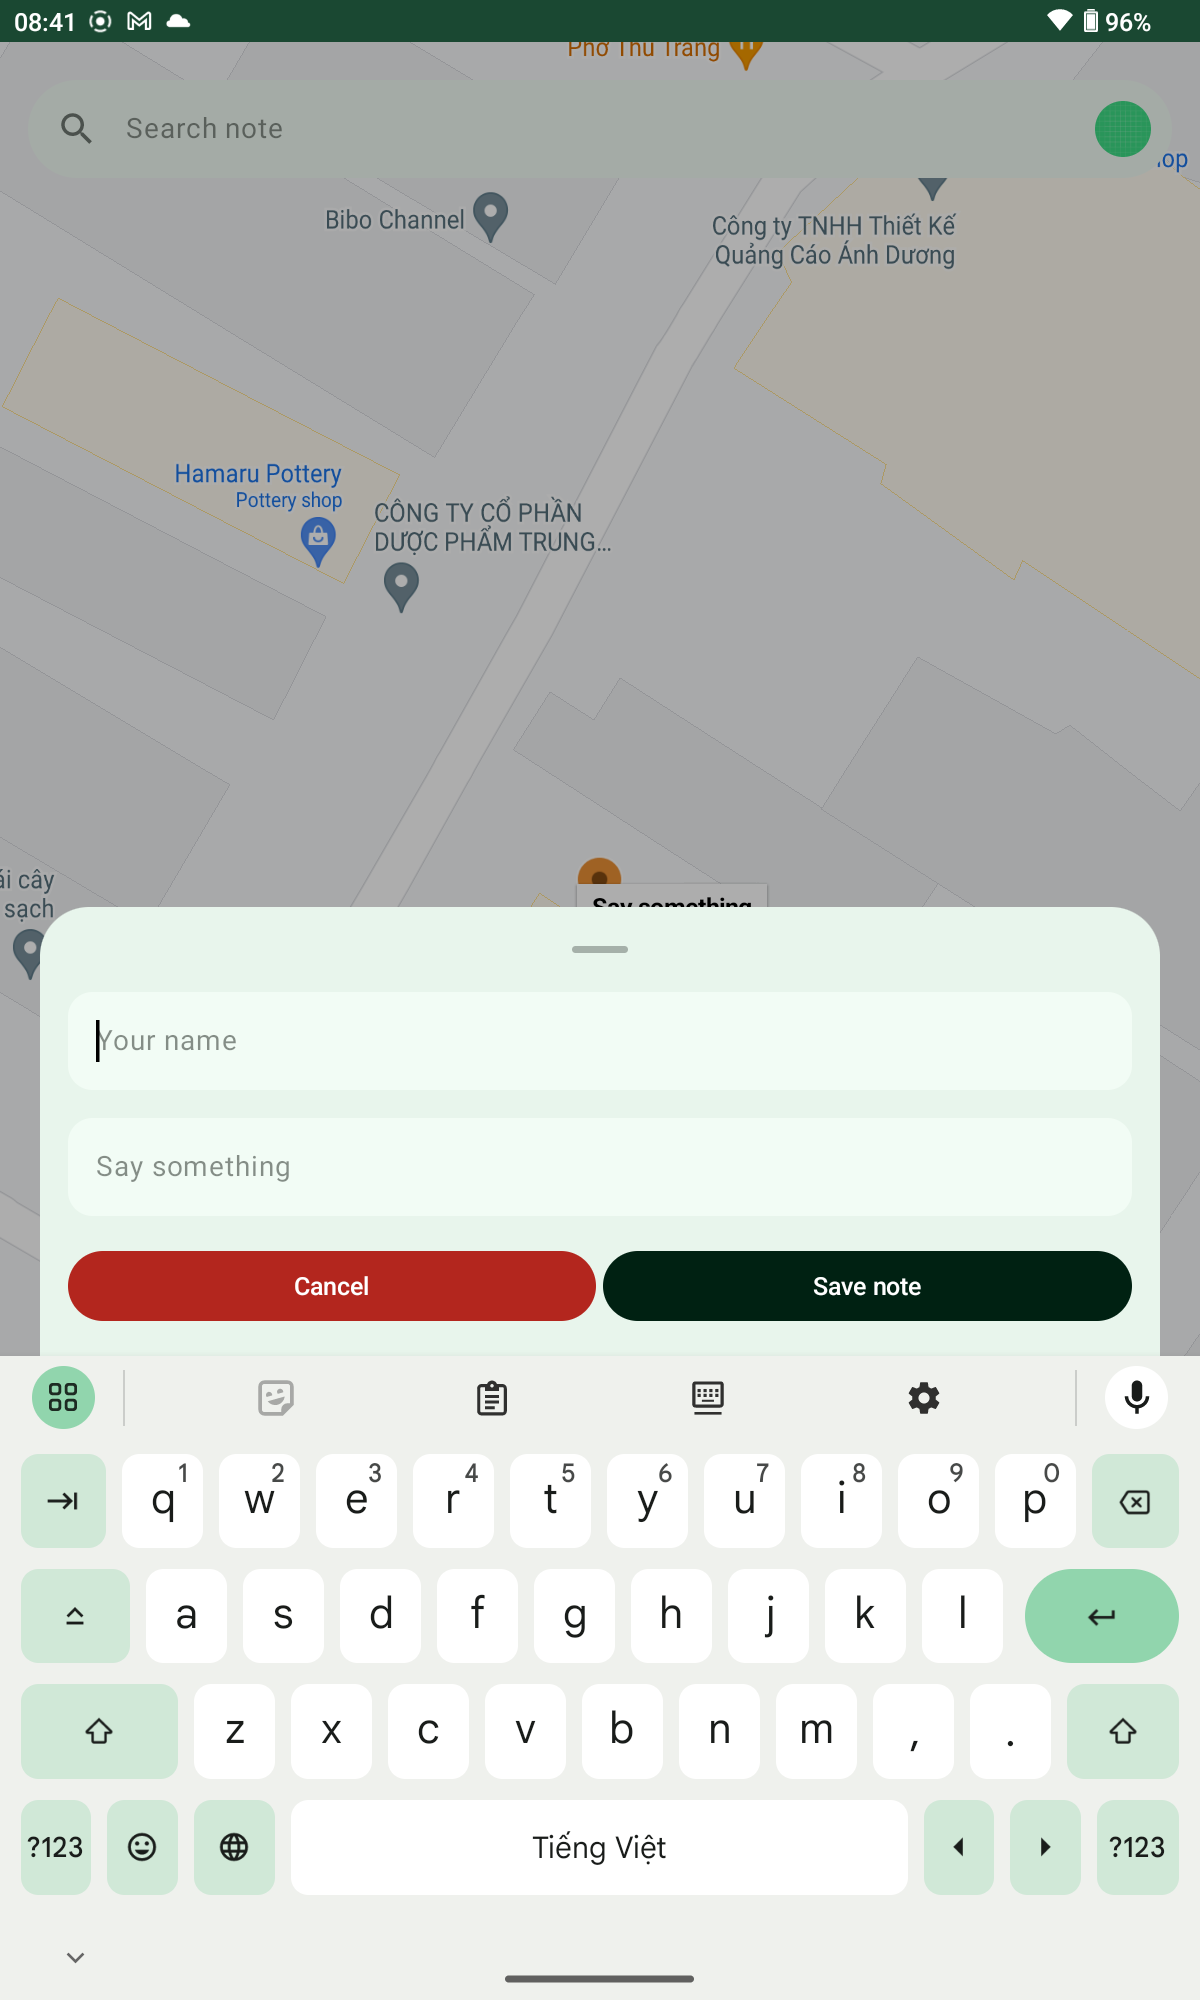 08:41
96%
Phở Thu Trang
Search note
Bibo Channel
Công ty TNHH Thiết Kế
Quảng Cáo Ánh Dương
Hamaru Pottery
Pottery shop
CÔNG TY CỔ PHẦN
DƯỢC PHẨM TRUNG...
cây
sạch
Say something
Your name
Say something
Cancel
Save note
1 2 3 4 5 6 7 8 9 0
q w e r t y u i o p
a s d f g h j k l
z x c v b n m , .
?123
Tiếng Việt
?123